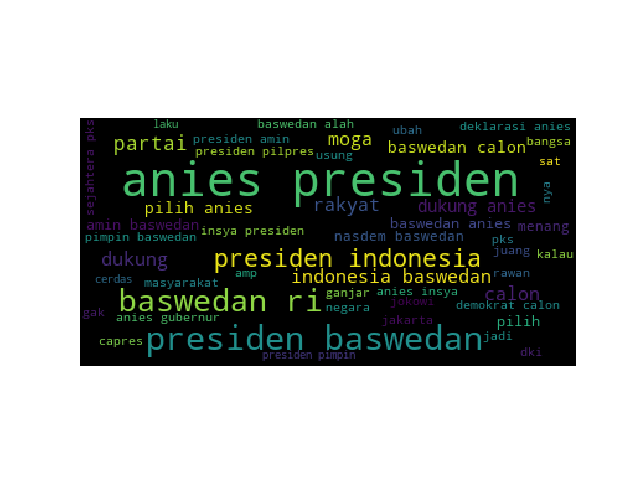 laku
baswedan alah
ubah
deklarasi anies
partai
presiden amin
moga
bangsa
presiden pilpres
usung
baswedan calon
sat
sejahtera pks
anies presiden
nya
pilih anies
rakyat
dukung anies
amin baswedan
insya presiden
baswedan anies
menang
pimpin baswedan
nasdem baswedan
pks
dukung
presiden indonesia
juang
kalau
cerdas
masyarakat
amp
indonesia baswedan
rawan
baswedan ri
ganjar
anies insya
calon
gak
anies gubernur
negara
jokowi
demokrat calon
jakarta
pilih
capres
presiden baswedan
jadi
presiden pimpin
dki